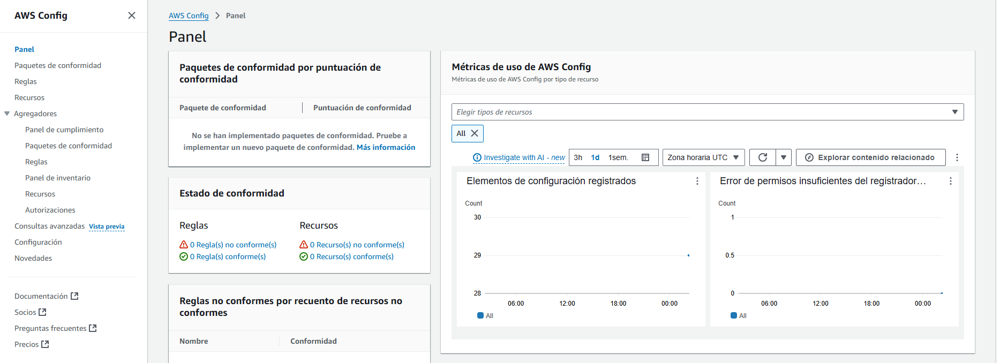 AWS Config
Panel
Paquetes de conformidad
Reglas
Recursos
Agregadores
Panel de cumplimiento
Paquetes de conformidad
Reglas
Panel de inventario
Recursos
Autorizaciones
Consultas avanzadas Vista previa
Configuración
Novedades
Documentación
Socios
Preguntas frecuentes
Precios
AWS Config > Panel
Panel
Paquetes de conformidad por puntuación de
conformidad
Paquete de conformidad Puntuación de conformidad
No se han implementado paquetes de conformidad. Pruebe a
implementar un nuevo paquete de conformidad. Más información
Estado de conformidad
Reglas
0 Regla(s) no conforme(s)
0 Regla(s) conforme(s)
Recursos
0 Recurso(s) no conforme(s)
0 Recurso(s) conforme(s)
Reglas no conformes por recuento de recursos no
conformes
Nombre Conformidad
Métricas de uso de AWS Config
Métricas de uso de AWS Config por tipo de recurso
Elegir tipos de recursos
All
Investigate with AI - new 3h 1d 1sem. Zona horaria UTC Explorar contenido relacionado
Elementos de configuración registrados
Count
30
29
28
06:00 12:00 18:00 00:00
All
Error de permisos insuficientes del registrador…
Count
1
0.5
0
06:00 12:00 18:00 00:00
All